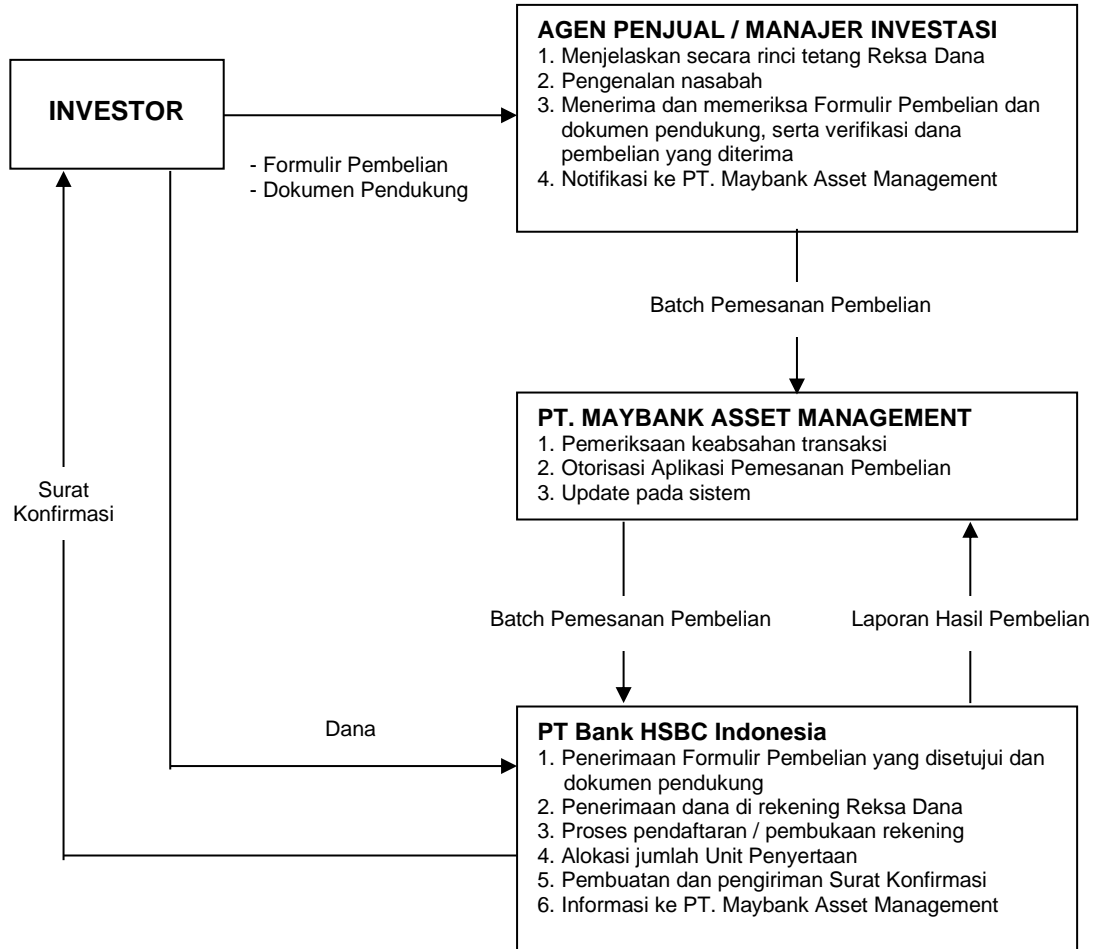 AGEN PENJUAL / MANAJER INVESTASI
1. Menjelaskan secara rinci tetang Reksa Dana
2. Pengenalan nasabah
3. Menerima dan memeriksa Formulir Pembelian dan
dokumen pendukung, serta verifikasi dana
pembelian yang diterima
4. Notifikasi ke PT. Maybank Asset Management
INVESTOR
- Formulir Pembelian
- Dokumen Pendukung
Batch Pemesanan Pembelian
PT. MAYBANK ASSET MANAGEMENT
1. Pemeriksaan keabsahan transaksi
2. Otorisasi Aplikasi Pemesanan Pembelian
3. Update pada sistem
Surat
Konfirmasi
Batch Pemesanan Pembelian
Laporan Hasil Pembelian
Dana
PT Bank HSBC Indonesia
1. Penerimaan Formulir Pembelian yang disetujui dan
dokumen pendukung
2. Penerimaan dana di rekening Reksa Dana
3. Proses pendaftaran / pembukaan rekening
4. Alokasi jumlah Unit Penyertaan
5. Pembuatan dan pengiriman Surat Konfirmasi
6. Informasi ke PT. Maybank Asset Management